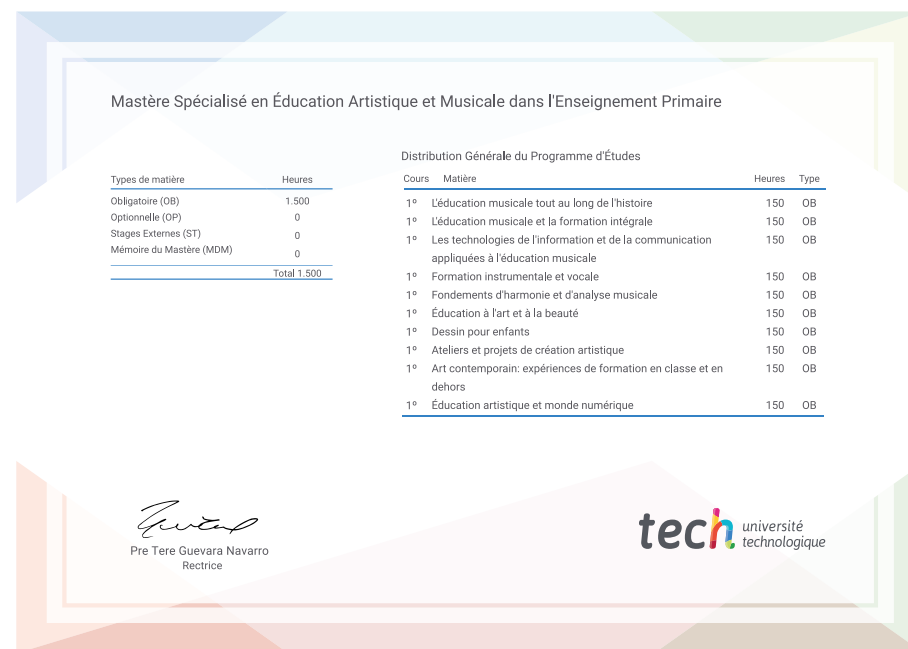 Mastère Spécialisé en Éducation Artistique et Musicale dans l'Enseignement Primaire
Types de matière Heures
Obligatoire (OB) 1.500
Optionnelle (OP) 0
Stages Externes (ST) 0
Mémoire du Mastère (MDM) 0
Total 1.500
Distribution Générale du Programme d'Études
Cours Matière Heures Type
1º L'éducation musicale tout au long de l'histoire 150 OB
1º L'éducation musicale et la formation intégrale 150 OB
1º Les technologies de l'information et de la communication 150 OB
appliquées à l'éducation musicale
1º Formation instrumentale et vocale 150 OB
1º Fondements d'harmonie et d'analyse musicale 150 OB
1º Éducation à l'art et à la beauté 150 OB
1º Dessin pour enfants 150 OB
1º Ateliers et projets de création artistique 150 OB
1º Art contemporain: expériences de formation en classe et en 150 OB
dehors
1º Éducation artistique et monde numérique 150 OB
Pre Tere Guevara Navarro
Rectrice
tech université
technologique